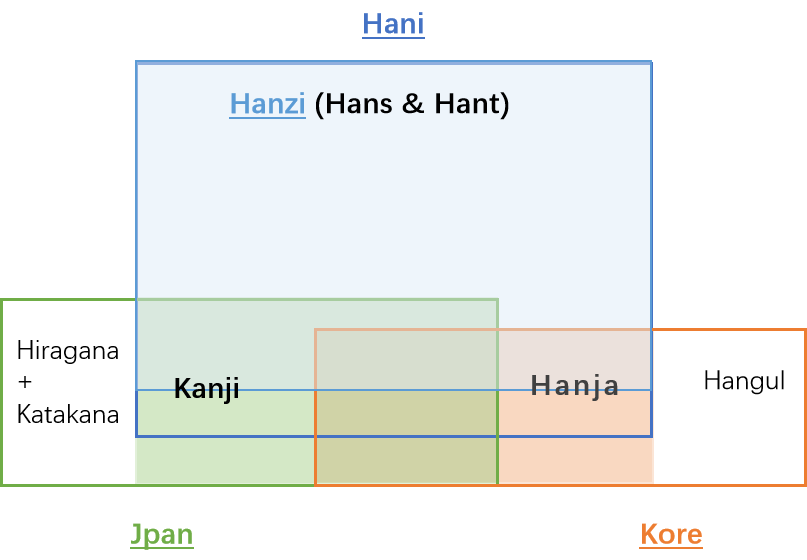 Hani
Hanzi (Hans & Hant)
Hiragana
+
Katakana
Kanji
Hanja
Hangul
Jpan
Kore